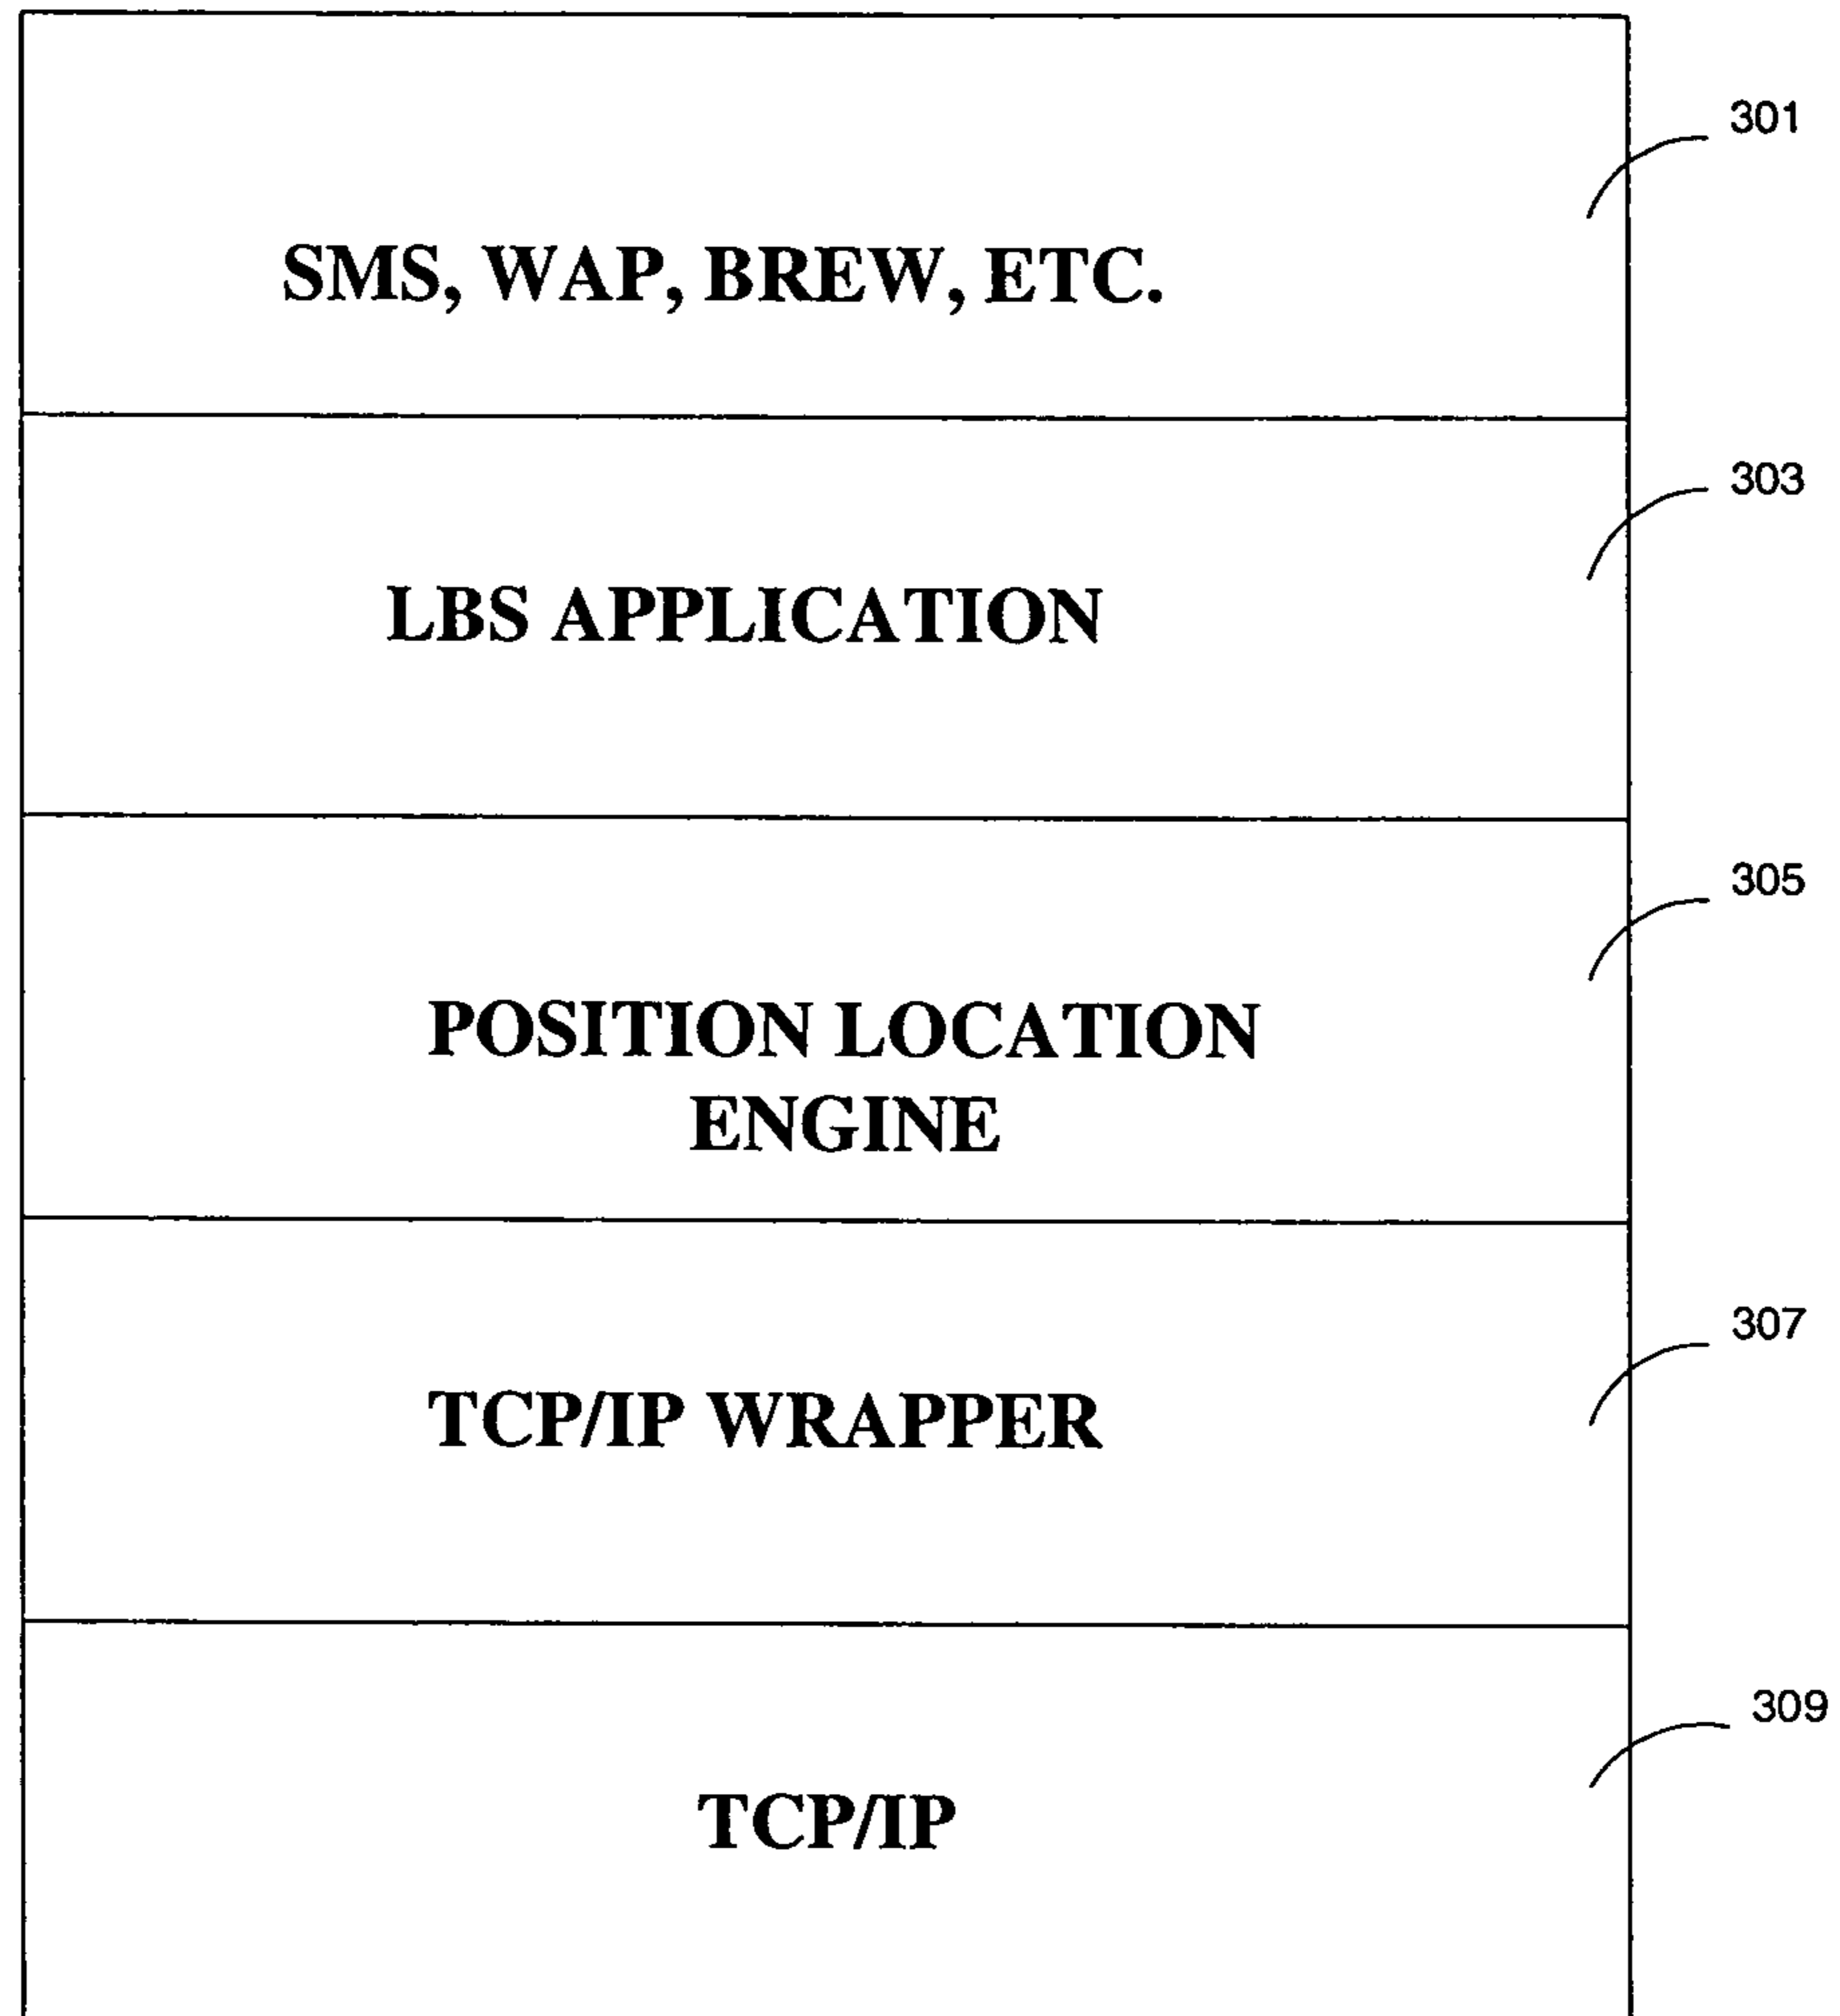 301
SMS, WAP, BREW, ETC.
303
LBS APPLICATION
305
POSITION LOCATION
ENGINE
307
TCP/IP WRAPPER
309
TCP/IP